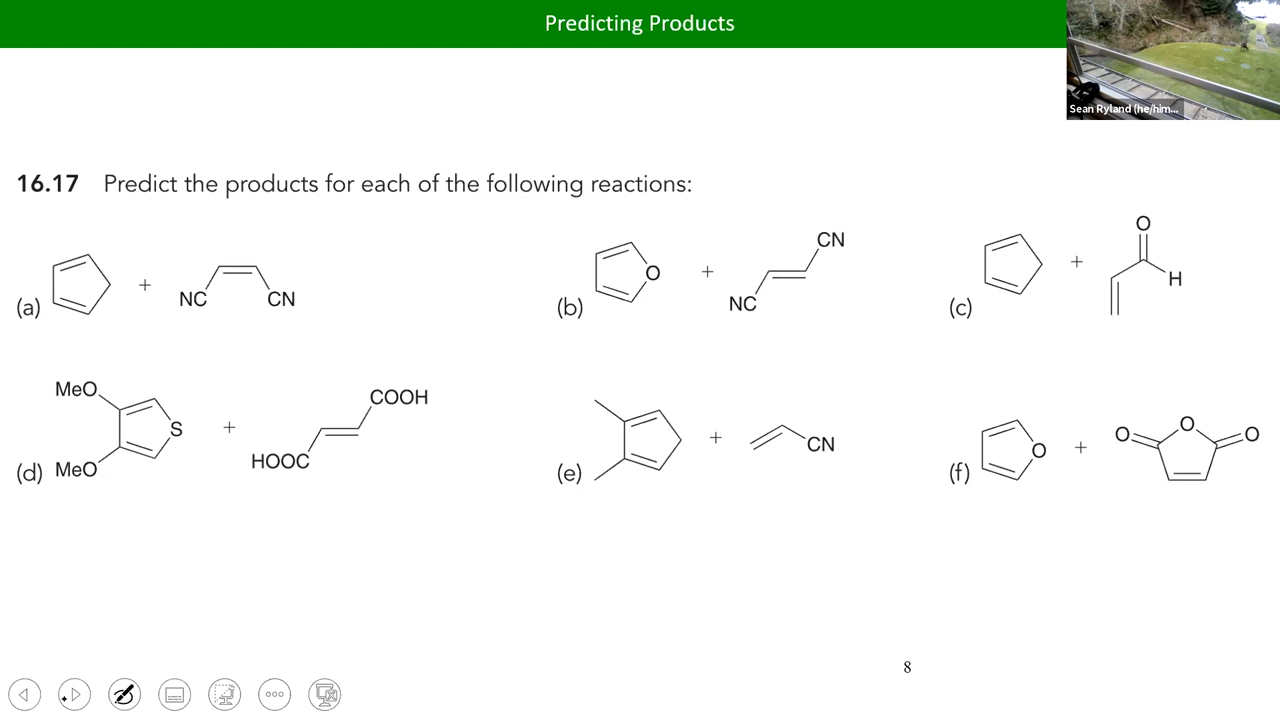 Predicting Products
Sean Ryland (he/him...
16.17 Predict the products for each of the following reactions:
(a) + NC CN
(b) O + NC CN
(c) + O H
(d) MeO MeO S + HOOC COOH
(e) + CN
(f) O + O O O
8